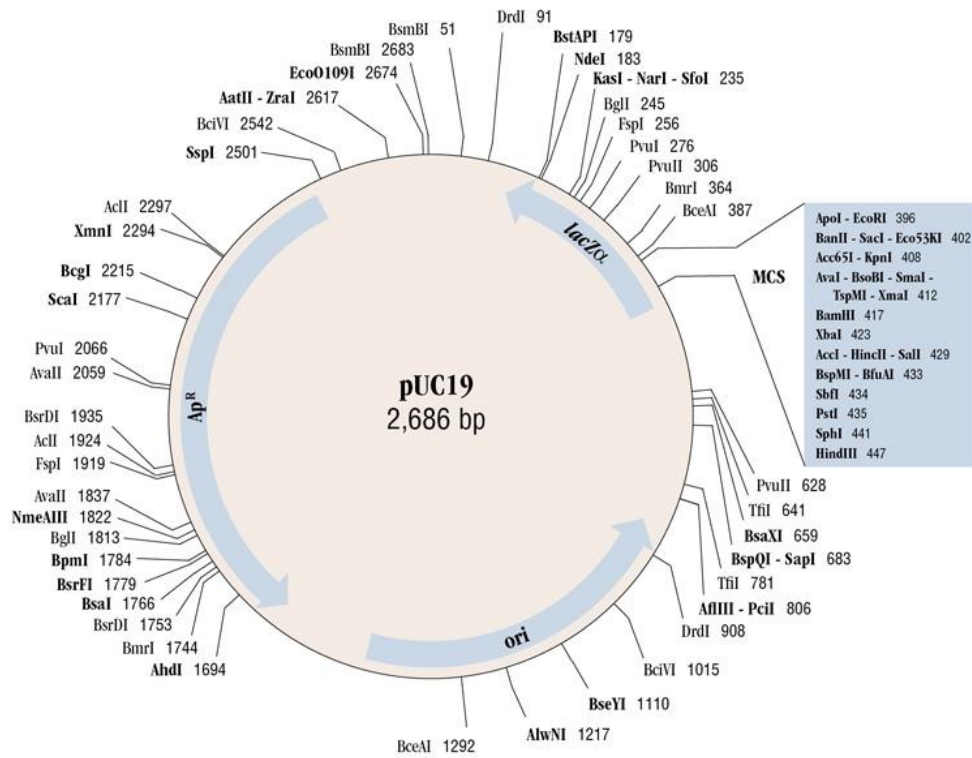 BsmBI 51
DrdI 91
BstAPI 179
NdeI 183
KasI - NarI - SfoI 235
BglI 245
FspI 256
PvuI 276
PvuII 306
BmrI 364
BceAI 387
MCS
ApoI - EcoRI 396
BanII - SacI - Eco53KI 402
Acc65I - KpnI 408
AvaI - BsoBI - SmaI -
TspMI - XmaI 412
BamHI 417
XbaI 423
AccI - HincII - SalI 429
BspMI - BfuAI 433
SbfI 434
PstI 435
SphI 441
HindIII 447
PvuII 628
TfiI 641
BsaXI 659
BspQI - SapI 683
TfiI 781
AflIII - PciI 806
DrdI 908
BciVI 1015
BseYI 1110
AlwNI 1217
BceAI 1292
AhdI 1694
BmrI 1744
BsrDI 1753
BsaI 1766
BsrFI 1779
BpmI 1784
BglI 1813
NmeAIII 1822
AvaII 1837
FspI 1919
AclI 1924
BsrDI 1935
AvaII 2059
PvuI 2066
ScaI 2177
BcgI 2215
XmnI 2294
AclI 2297
SspI 2501
BciVI 2542
AatII - ZraI 2617
EcoO109I 2674
BsmBI 2683
lacZα
ApR
ori
pUC19
2,686 bp